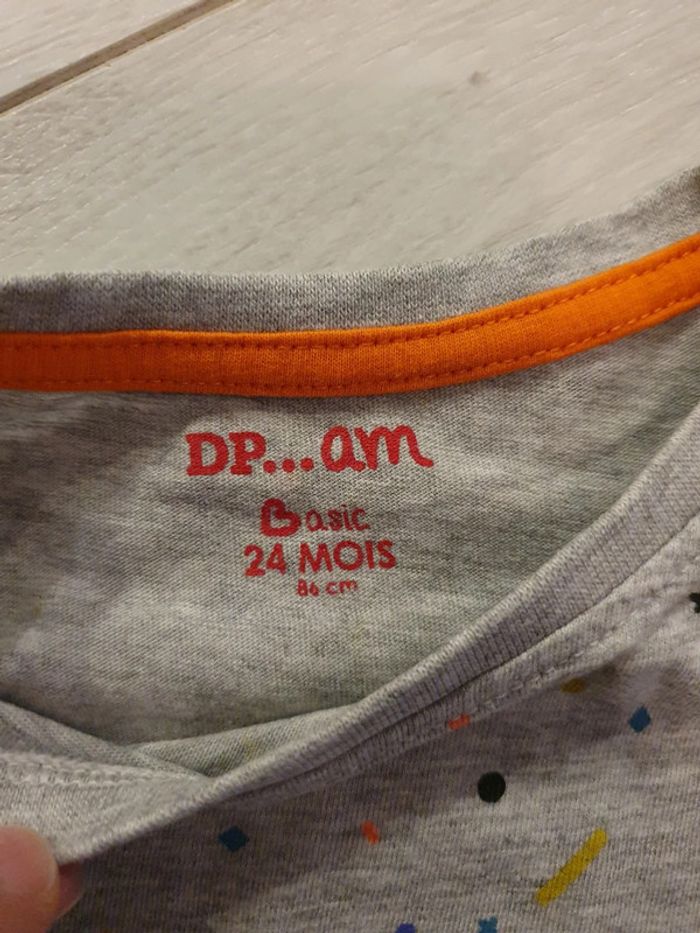 DP...am
Basic
24 MOIS
86 cm